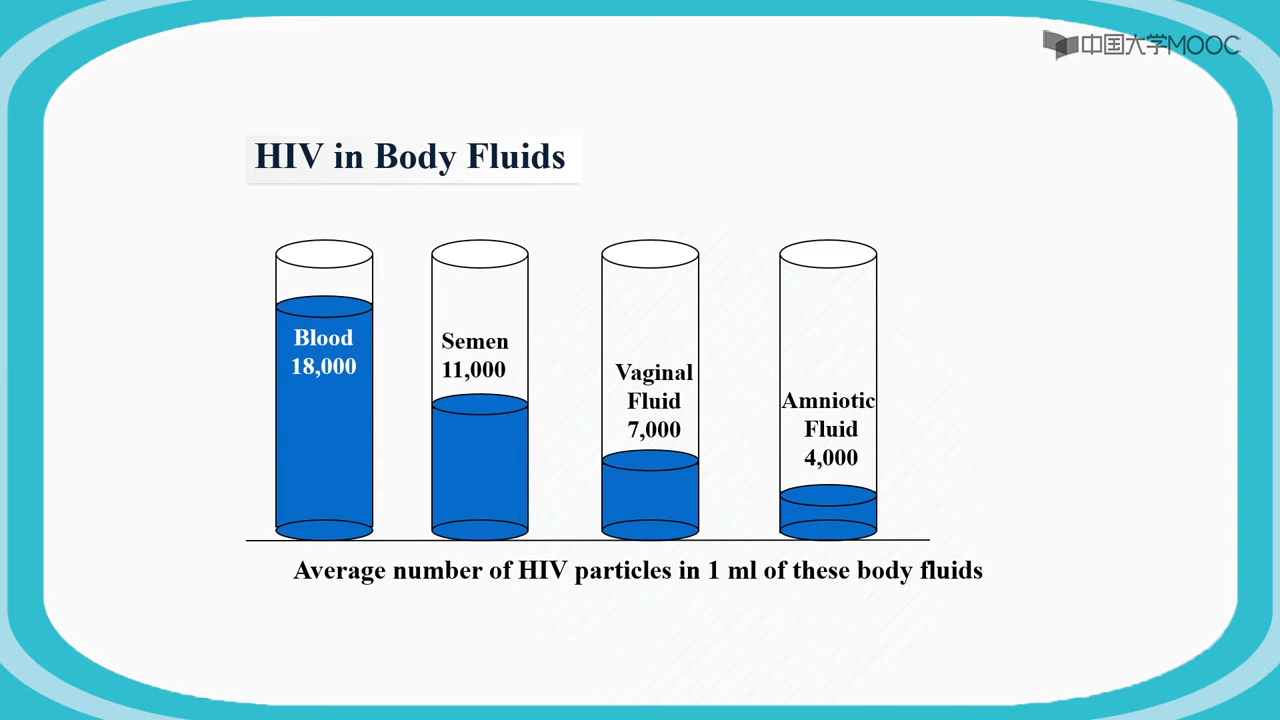 中国大学MOOC
HIV in Body Fluids
Blood
18,000
Semen
11,000
Vaginal
Fluid
7,000
Amniotic
Fluid
4,000
Average number of HIV particles in 1 ml of these body fluids